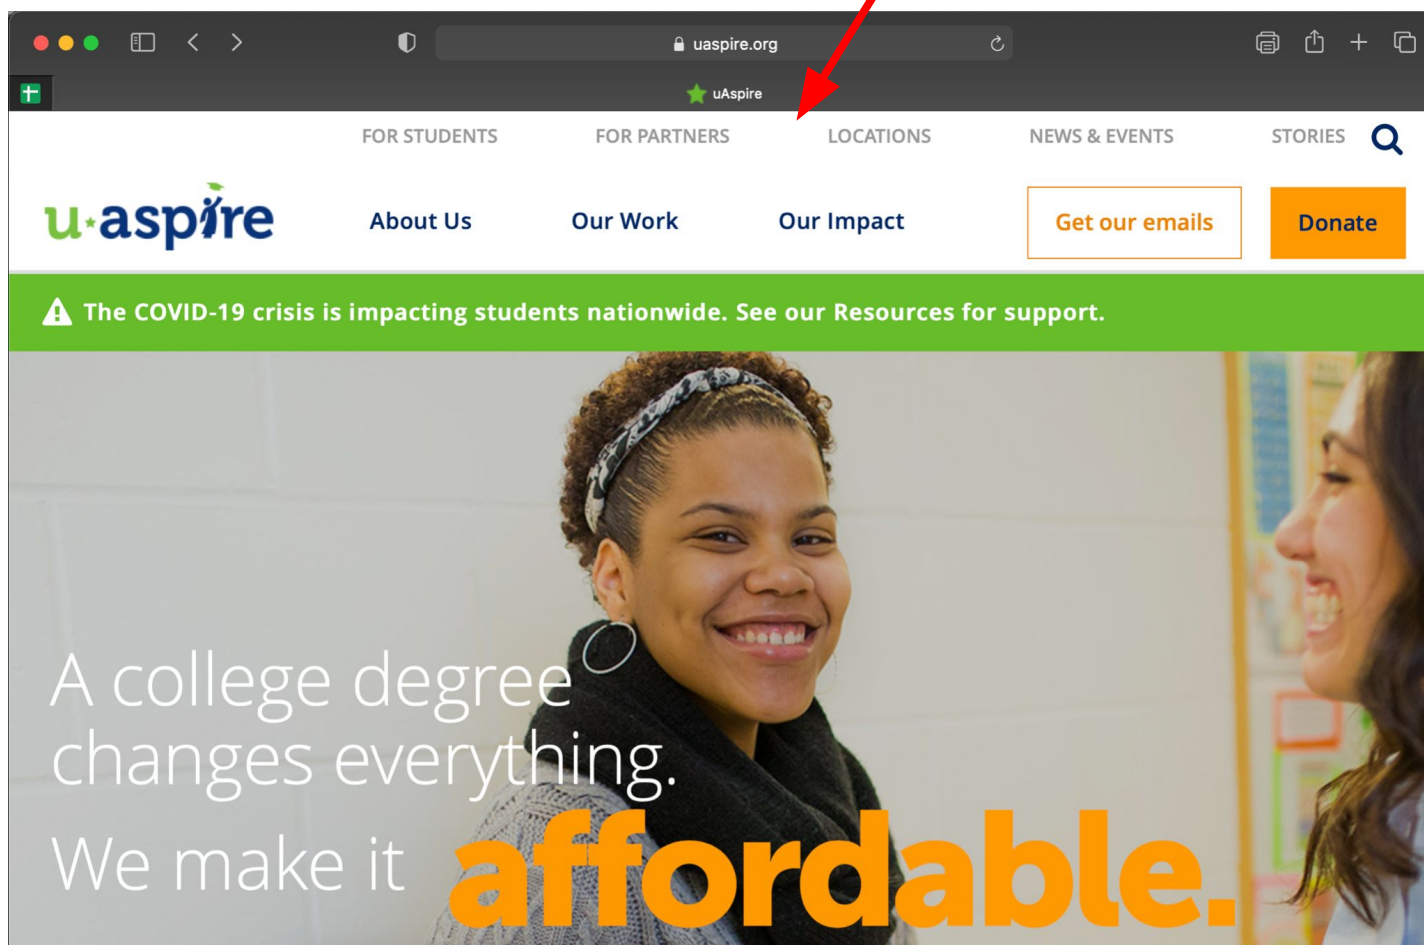 uaspire.org
uAspire
FOR STUDENTS FOR PARTNERS LOCATIONS NEWS & EVENTS STORIES
u aspire About Us Our Work Our Impact Get our emails Donate
The COVID-19 crisis is impacting students nationwide. See our Resources for support.
A college degree
changes everything.
We make it affordable.